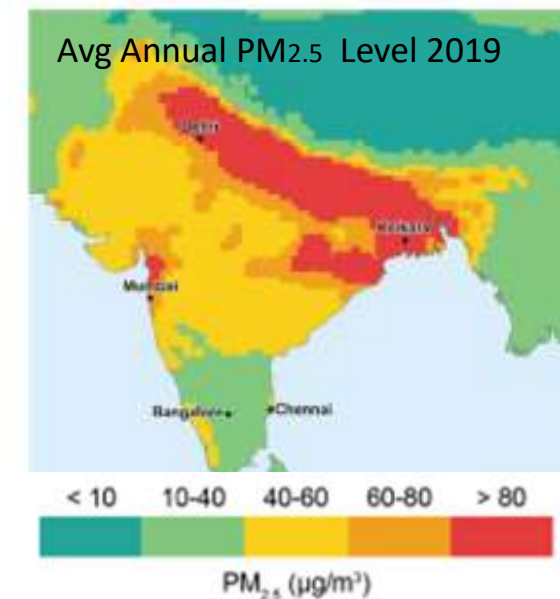 Avg Annual PM2.5 Level 2019
Delhi
Kolkata
Mumbai
Bangalore
Chennai
< 10 10-40 40-60 60-80 > 80
PM2.5 (µg/m³)